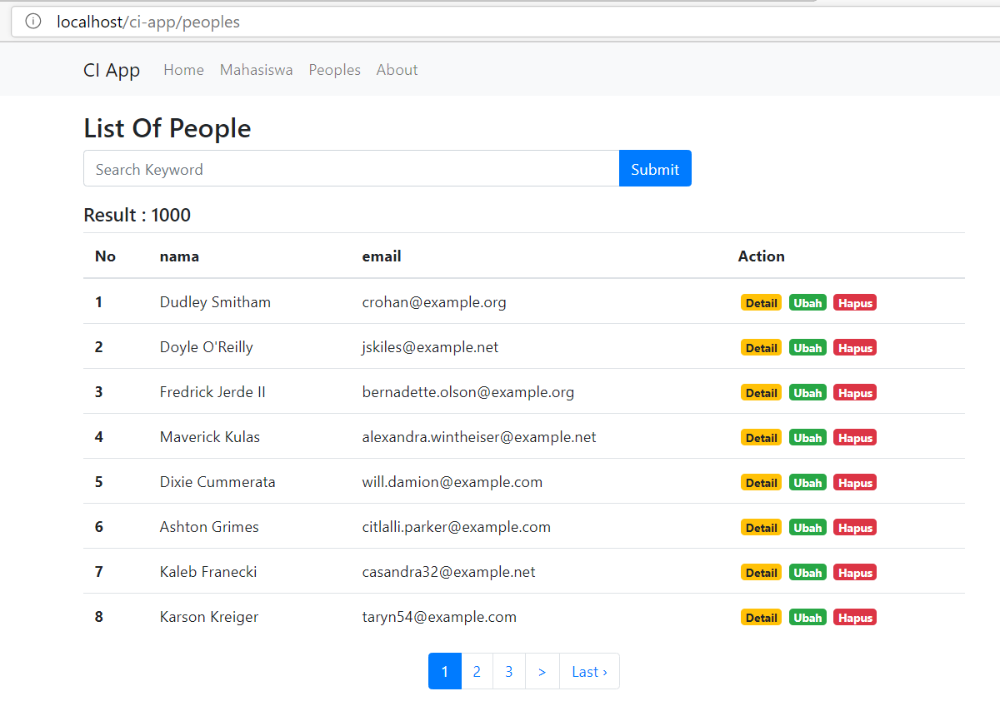 localhost/ci-app/peoples
CI App Home Mahasiswa Peoples About
List Of People
Search Keyword Submit
Result : 1000
No nama email Action
1 Dudley Smitham crohan@example.org Detail Ubah Hapus
2 Doyle O'Reilly jskiles@example.net Detail Ubah Hapus
3 Fredrick Jerde II bernadette.olson@example.org Detail Ubah Hapus
4 Maverick Kulas alexandra.wintheiser@example.net Detail Ubah Hapus
5 Dixie Cummerata will.damion@example.com Detail Ubah Hapus
6 Ashton Grimes citlalli.parker@example.com Detail Ubah Hapus
7 Kaleb Franecki casandra32@example.net Detail Ubah Hapus
8 Karson Kreiger taryn54@example.com Detail Ubah Hapus
1 2 3 > Last ›